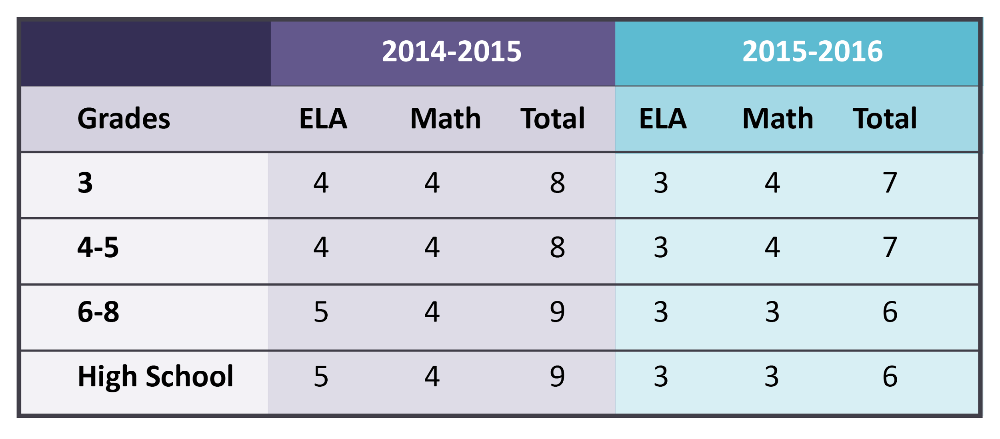 2014-2015 2015-2016
Grades ELA Math Total ELA Math Total
3 4 4 8 3 4 7
4-5 4 4 8 3 4 7
6-8 5 4 9 3 3 6
High School 5 4 9 3 3 6